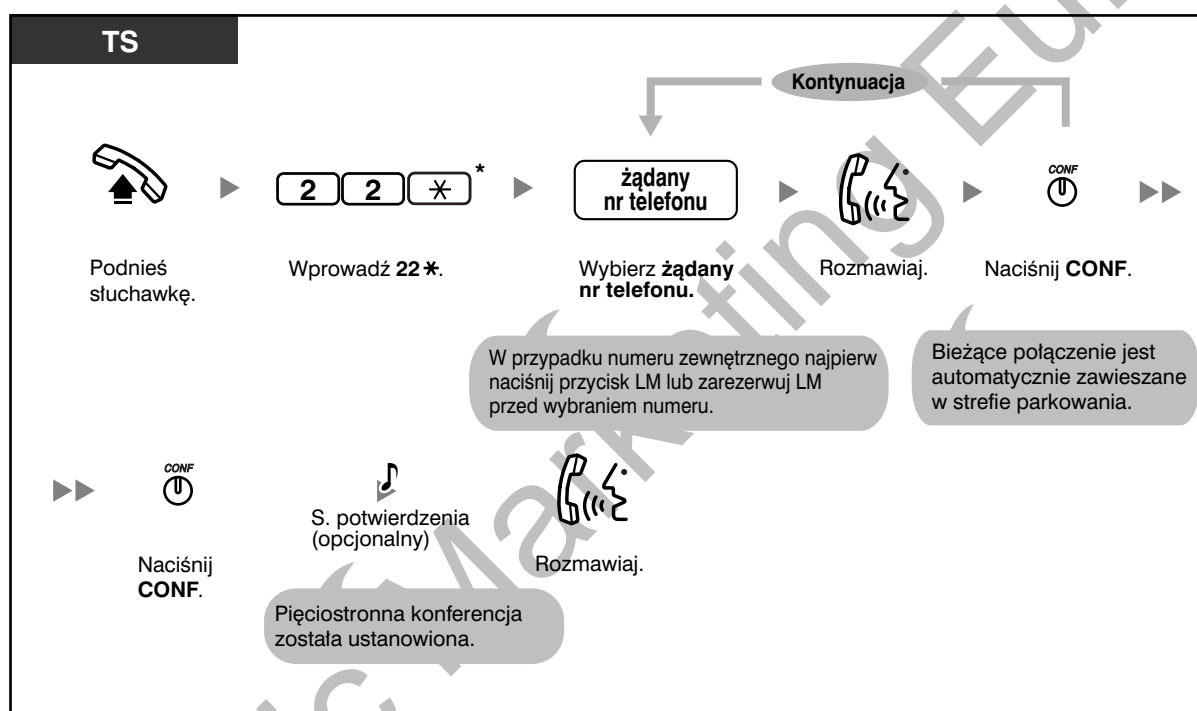 TS
Kontynuacja
2 2 ✳ *
żądany
nr telefonu
CONF
Podnieś
słuchawkę.
Wprowadź 22✳.
Wybierz żądany
nr telefonu.
Rozmawiaj.
Naciśnij CONF.
W przypadku numeru zewnętrznego najpierw
naciśnij przycisk LM lub zarezerwuj LM
przed wybraniem numeru.
Bieżące połączenie jest
automatycznie zawieszane
w strefie parkowania.
CONF
Naciśnij
CONF.
S. potwierdzenia
(opcjonalny)
Rozmawiaj.
Pięciostronna konferencja
została ustanowiona.
c Marketing Eur